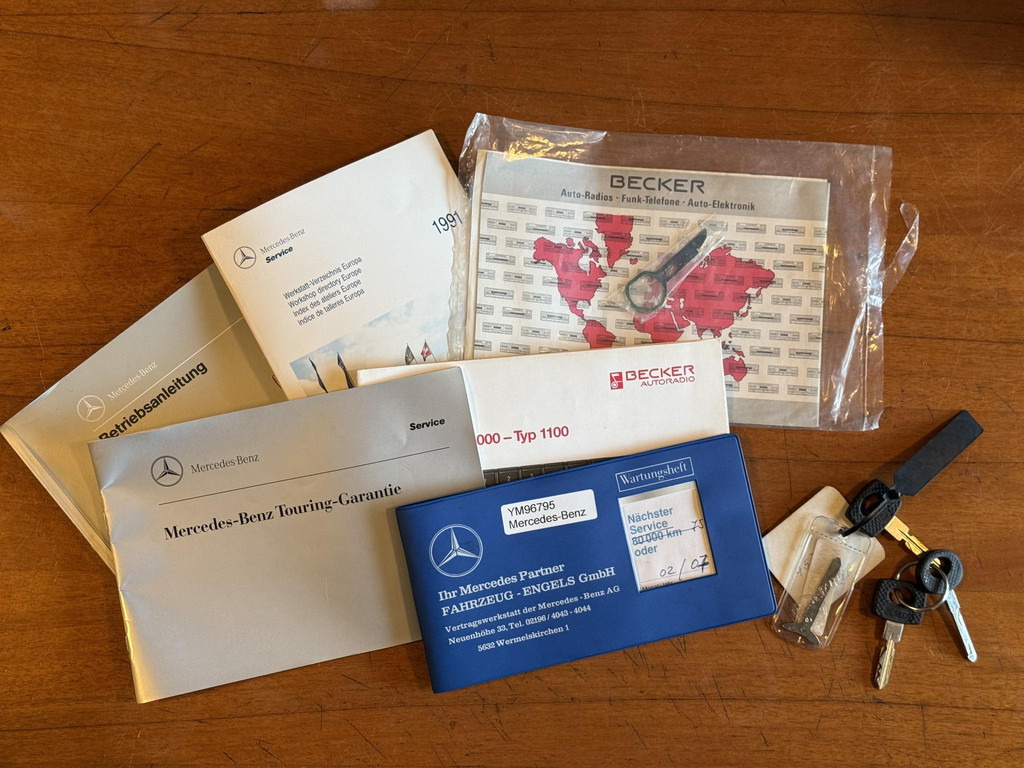 BECKER
Auto-Radios · Funk-Telefone · Auto-Elektronik
1991
Mercedes-Benz
Service
Werkstatt-Verzeichnis Europa
Workshop directory Europe
Index des ateliers Europe
Indice de talleres Europa
Mercedes-Benz
Betriebsanleitung
BECKER
AUTORADIO
000 – Typ 1100
Service
Mercedes-Benz
Mercedes-Benz Touring-Garantie
Wartungsheft
YM96795
Mercedes-Benz
Nächster
Service
80 000 km 75
oder
02/07
Ihr Mercedes Partner
FAHRZEUG - ENGELS GmbH
Vertragswerkstatt der Mercedes - Benz AG
Neuenhöhe 33, Tel. 02196 / 4043 - 4044
5632 Wermelskirchen 1